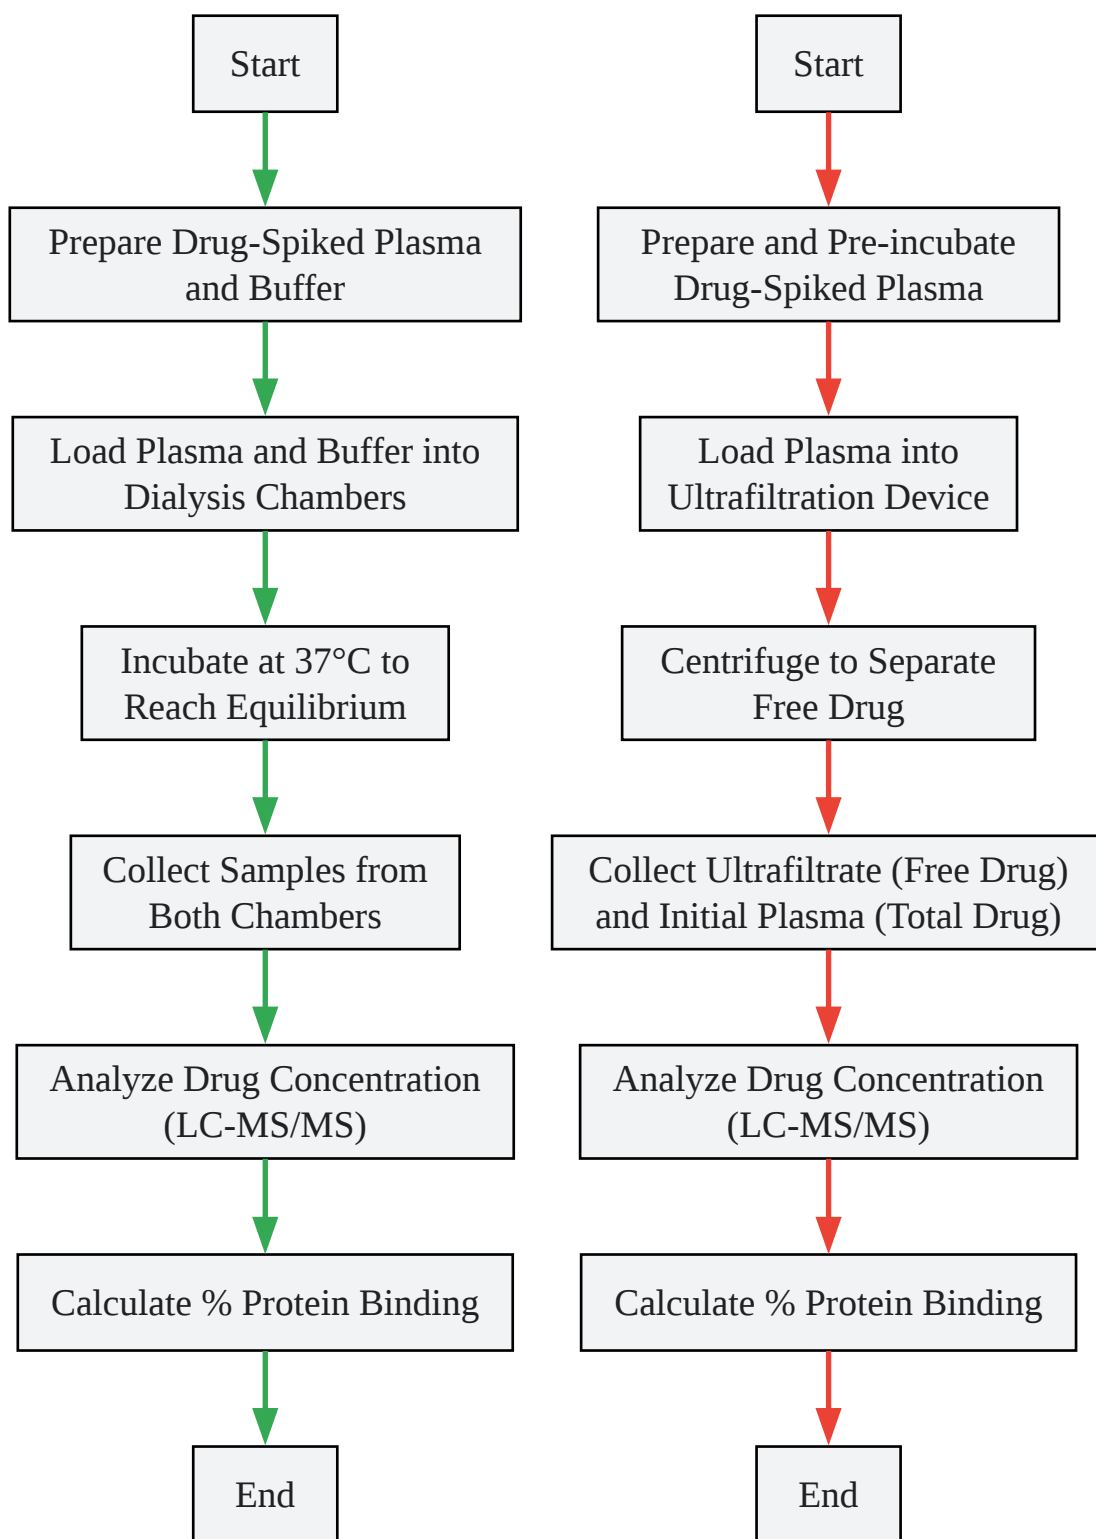 Start
Prepare Drug-Spiked Plasma
and Buffer
Load Plasma and Buffer into
Dialysis Chambers
Incubate at 37°C to
Reach Equilibrium
Collect Samples from
Both Chambers
Analyze Drug Concentration
(LC-MS/MS)
Calculate % Protein Binding
End
Start
Prepare and Pre-incubate
Drug-Spiked Plasma
Load Plasma into
Ultrafiltration Device
Centrifuge to Separate
Free Drug
Collect Ultrafiltrate (Free Drug)
and Initial Plasma (Total Drug)
Analyze Drug Concentration
(LC-MS/MS)
Calculate % Protein Binding
End